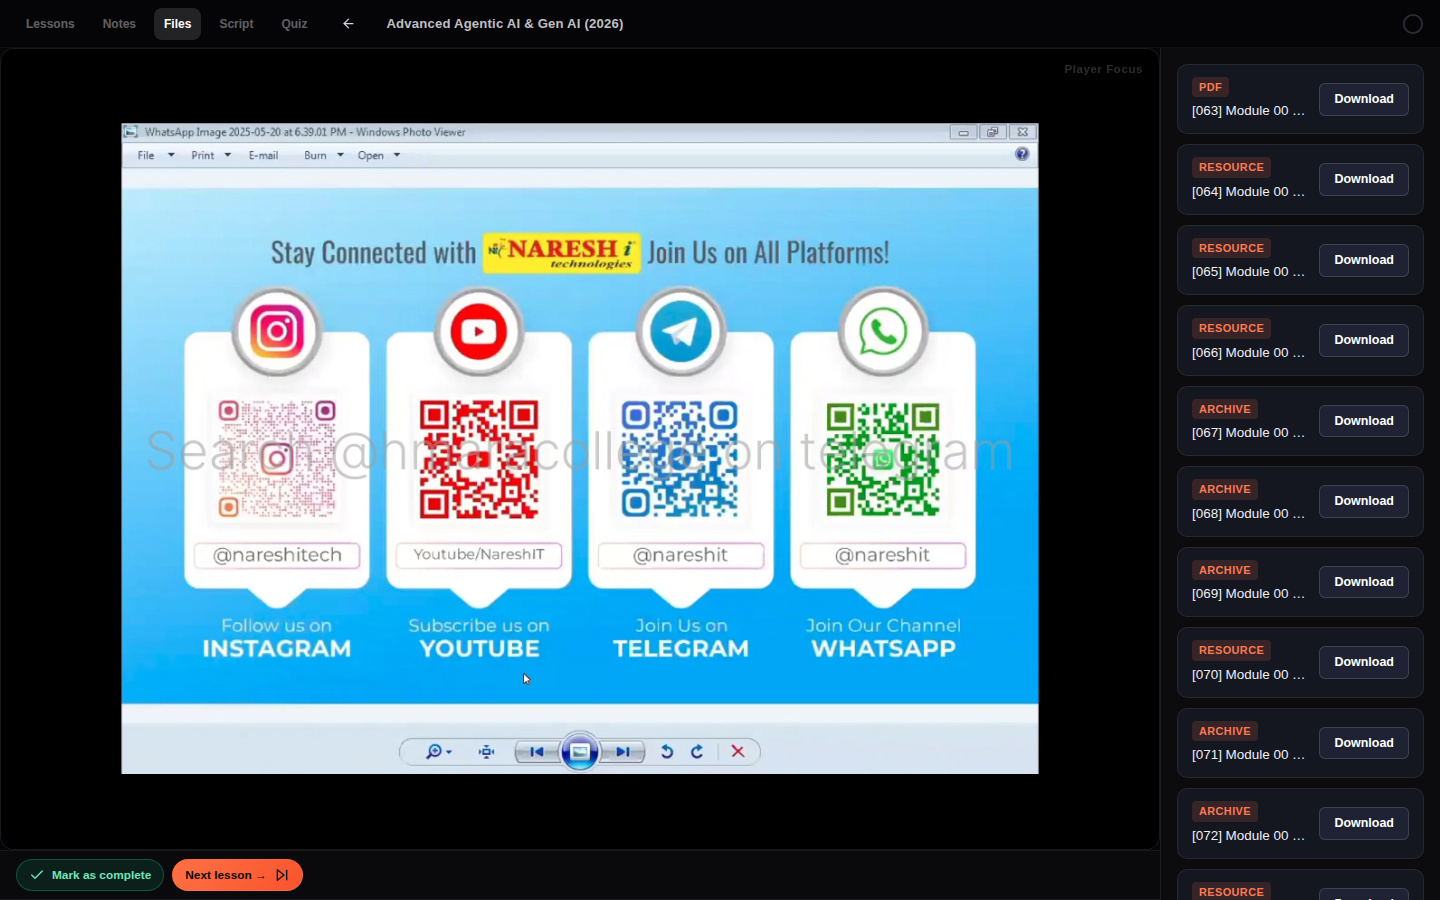 Lessons
Notes
Files
Script
Quiz
Advanced Agentic AI & Gen AI (2026)
Player Focus
WhatsApp Image 2025-05-20 at 6.39.01 PM - Windows Photo Viewer
File
Print
E-mail
Burn
Open
Stay Connected with NARESH i technologies Join Us on All Platforms!
Search @hmaracollege on telegram
@nareshitech
Youtube/NareshIT
@nareshit
@nareshit
Follow us on
INSTAGRAM
Subscribe us on
YOUTUBE
Join Us on
TELEGRAM
Join Our Channel
WHATSAPP
Mark as complete
Next lesson →
PDF
[063] Module 00 ...
Download
RESOURCE
[064] Module 00 ...
Download
RESOURCE
[065] Module 00 ...
Download
RESOURCE
[066] Module 00 ...
Download
ARCHIVE
[067] Module 00 ...
Download
ARCHIVE
[068] Module 00 ...
Download
ARCHIVE
[069] Module 00 ...
Download
RESOURCE
[070] Module 00 ...
Download
ARCHIVE
[071] Module 00 ...
Download
ARCHIVE
[072] Module 00 ...
Download
RESOURCE